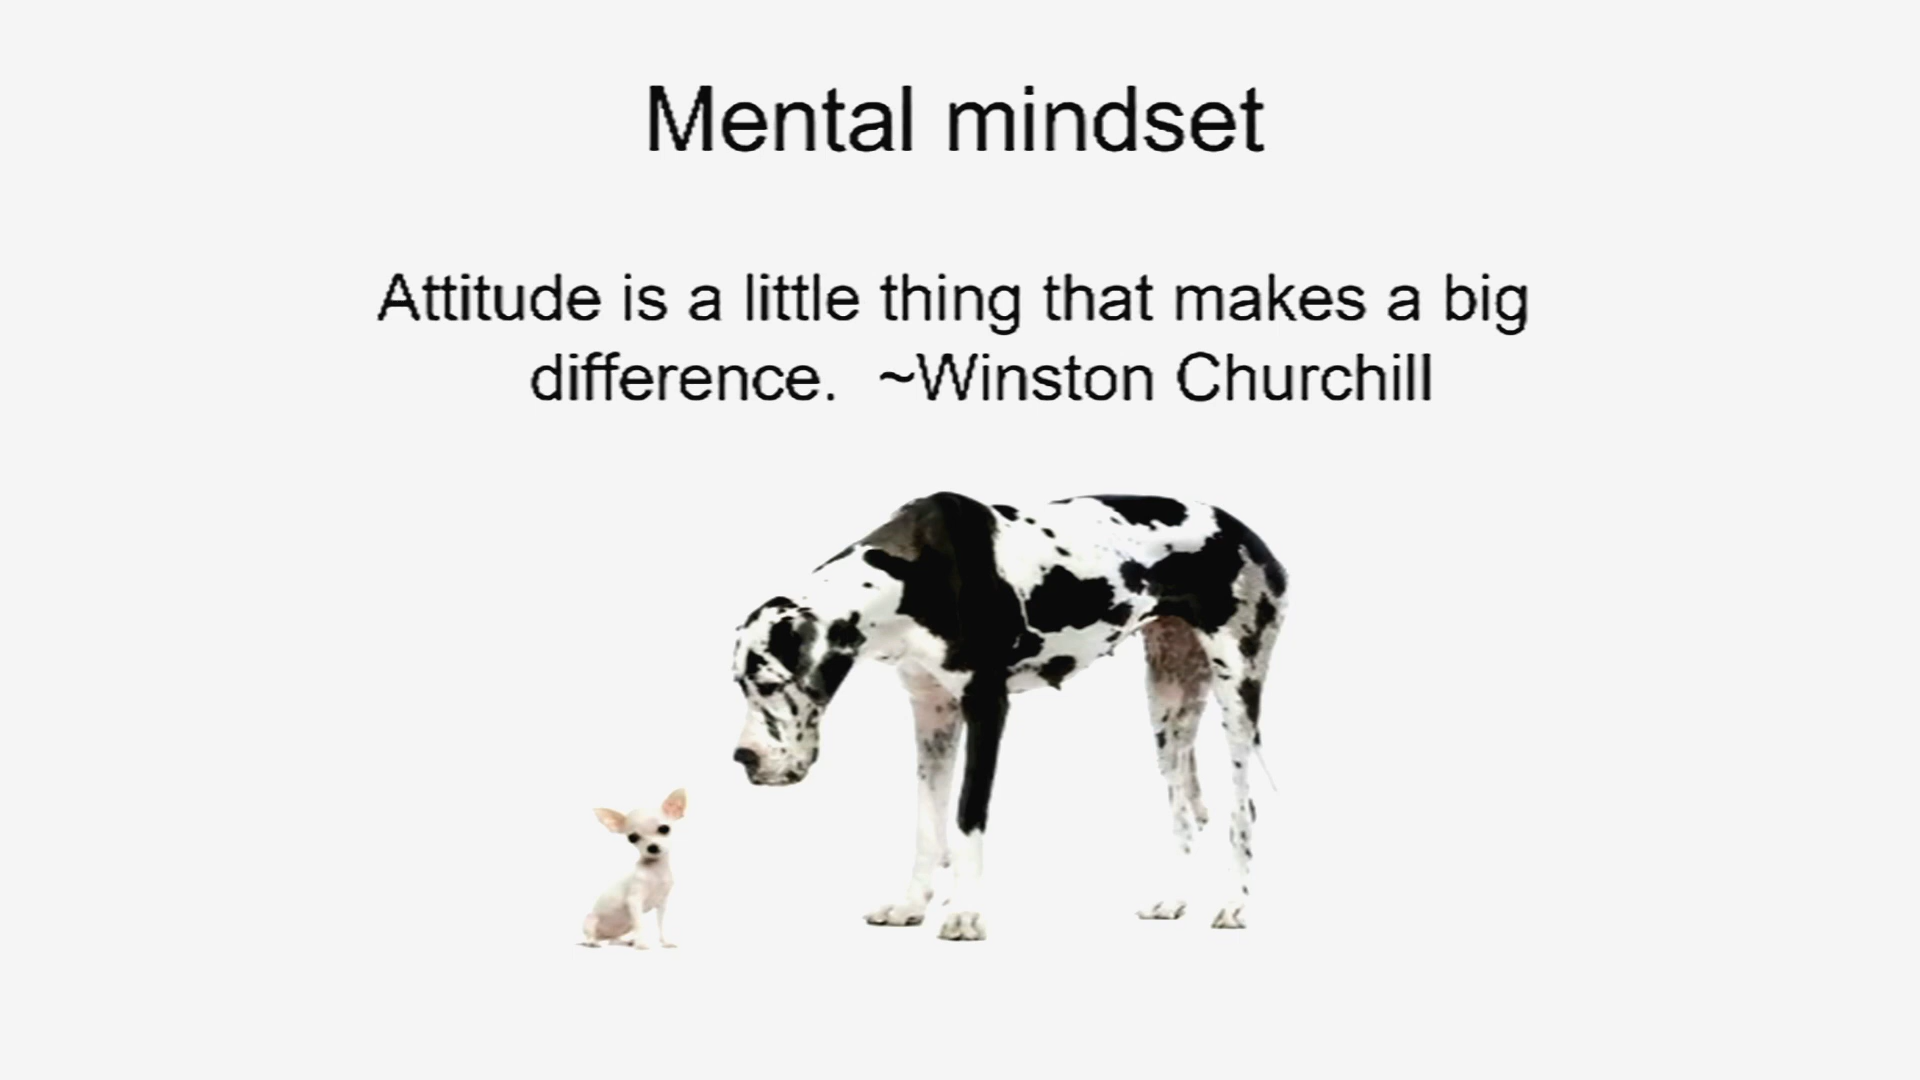 Mental mindset
Attitude is a little thing that makes a big
difference.  ~Winston Churchill